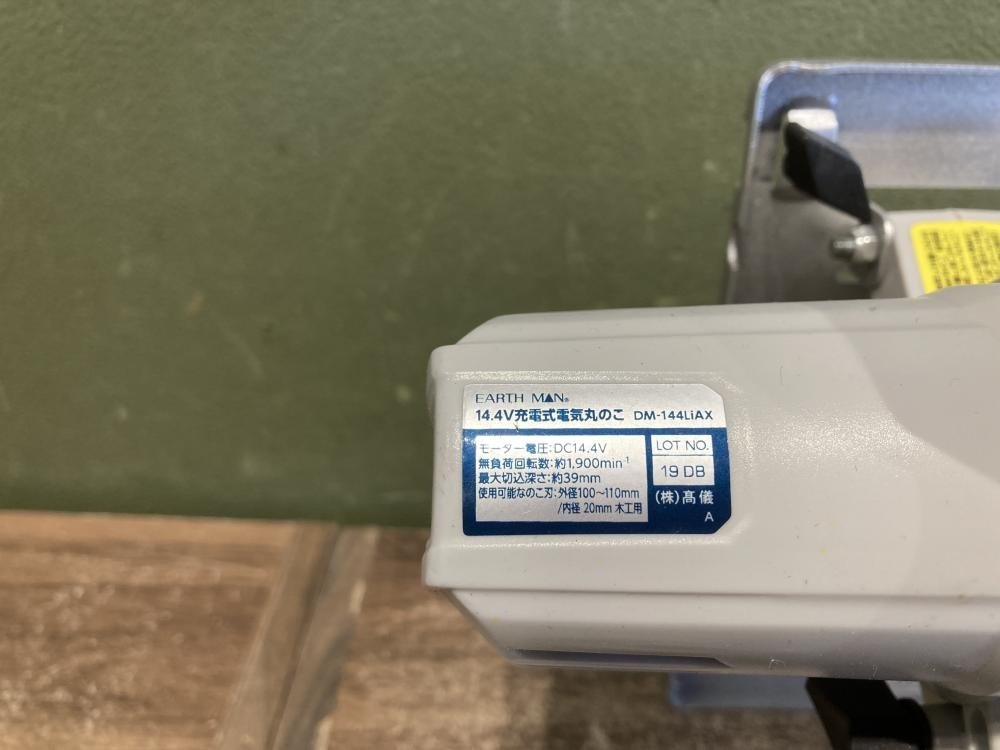 EARTH MAN®
14.4V充電式電気丸のこ DM-144LiAX
モーター電圧:DC14.4V
無負荷回転数:約1,900min⁻¹
最大切込深さ:約39mm
使用可能なのこ刃:外径100~110mm
/内径 20mm 木工用
LOT NO.
19 DB
(株)髙儀
A